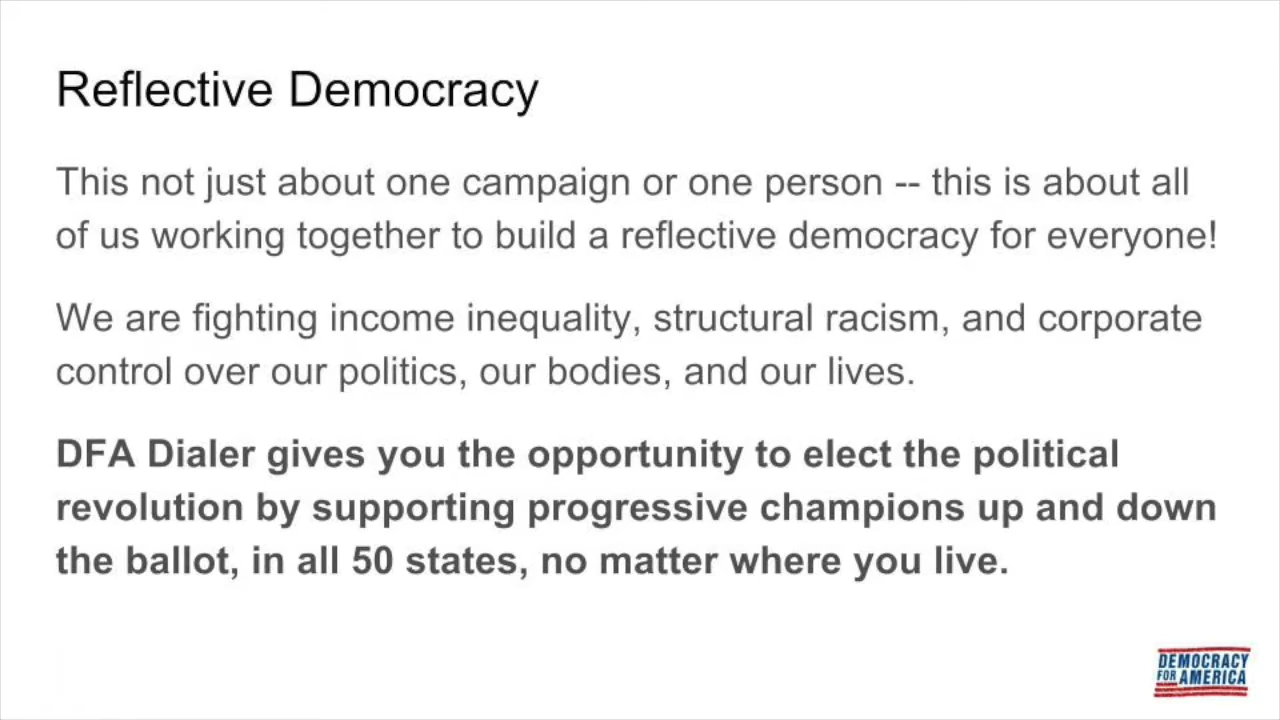 Reflective Democracy
This not just about one campaign or one person -- this is about all
of us working together to build a reflective democracy for everyone!
We are fighting income inequality, structural racism, and corporate
control over our politics, our bodies, and our lives.
DFA Dialer gives you the opportunity to elect the political
revolution by supporting progressive champions up and down
the ballot, in all 50 states, no matter where you live.
DEMOCRACY
FOR AMERICA